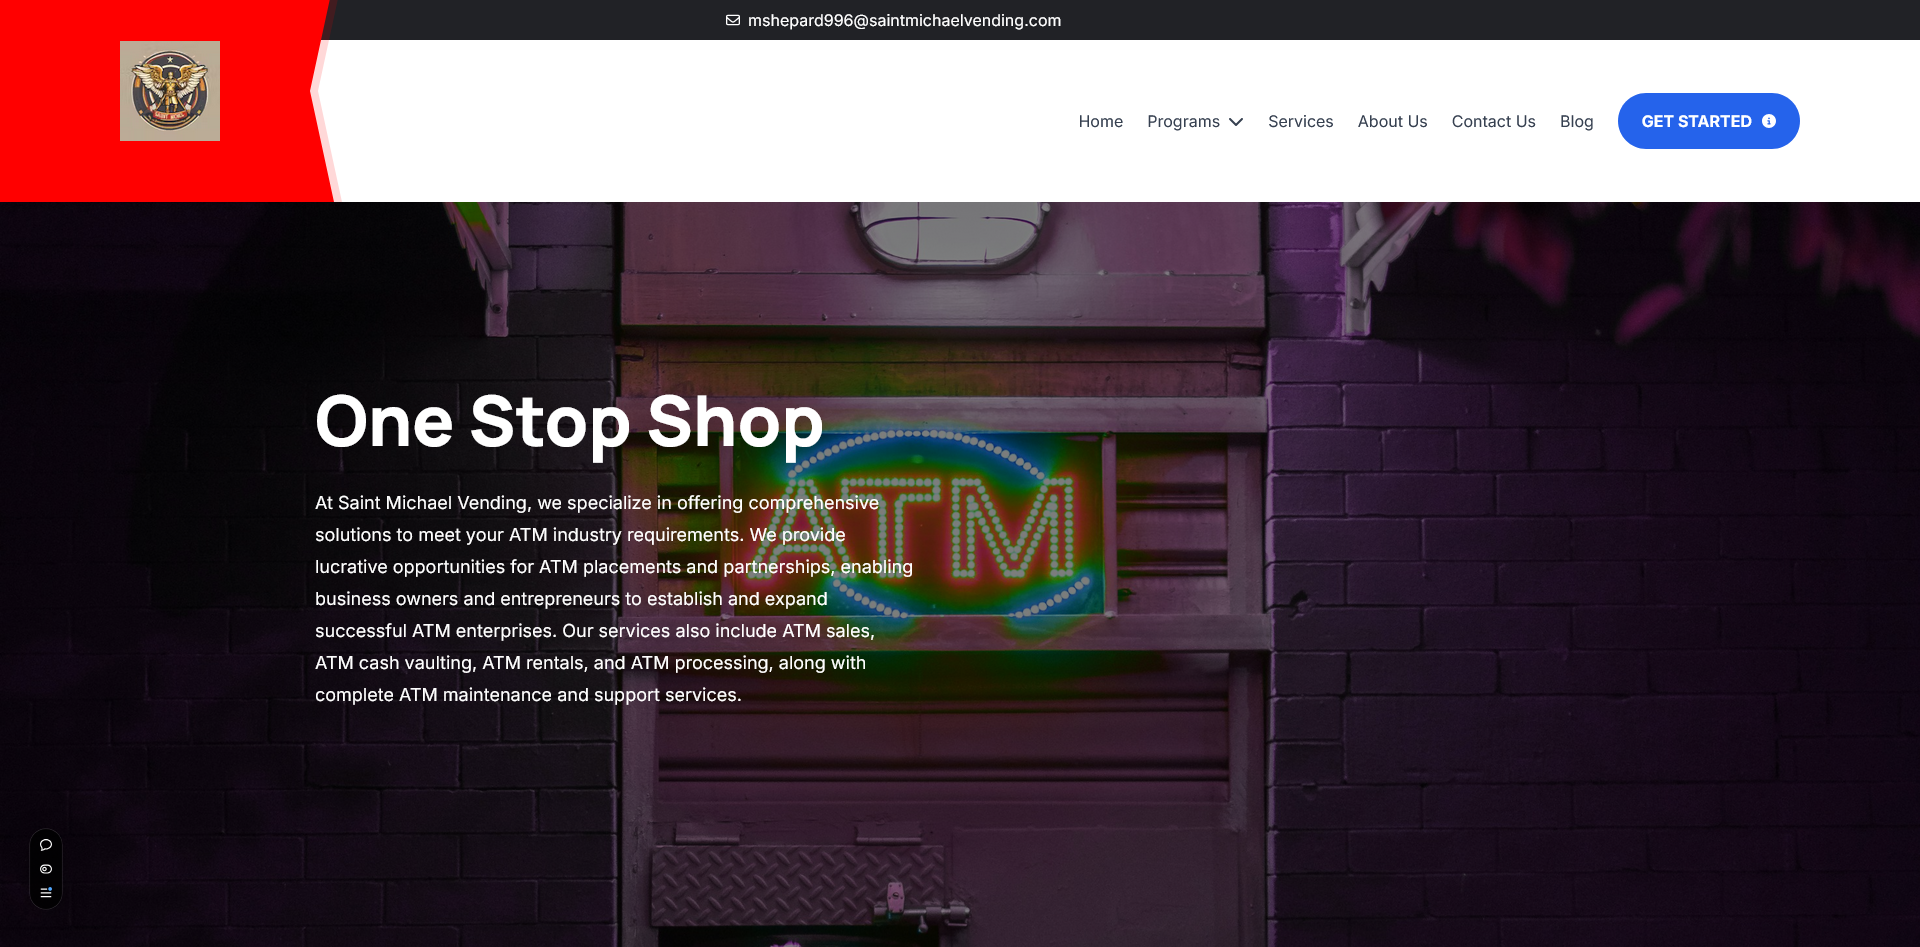 mshepard996@saintmichaelvending.com
Home
Programs
Services
About Us
Contact Us
Blog
GET STARTED
One Stop Shop
At Saint Michael Vending, we specialize in offering comprehensive
solutions to meet your ATM industry requirements. We provide
lucrative opportunities for ATM placements and partnerships, enabling
business owners and entrepreneurs to establish and expand
successful ATM enterprises. Our services also include ATM sales,
ATM cash vaulting, ATM rentals, and ATM processing, along with
complete ATM maintenance and support services.
ATM